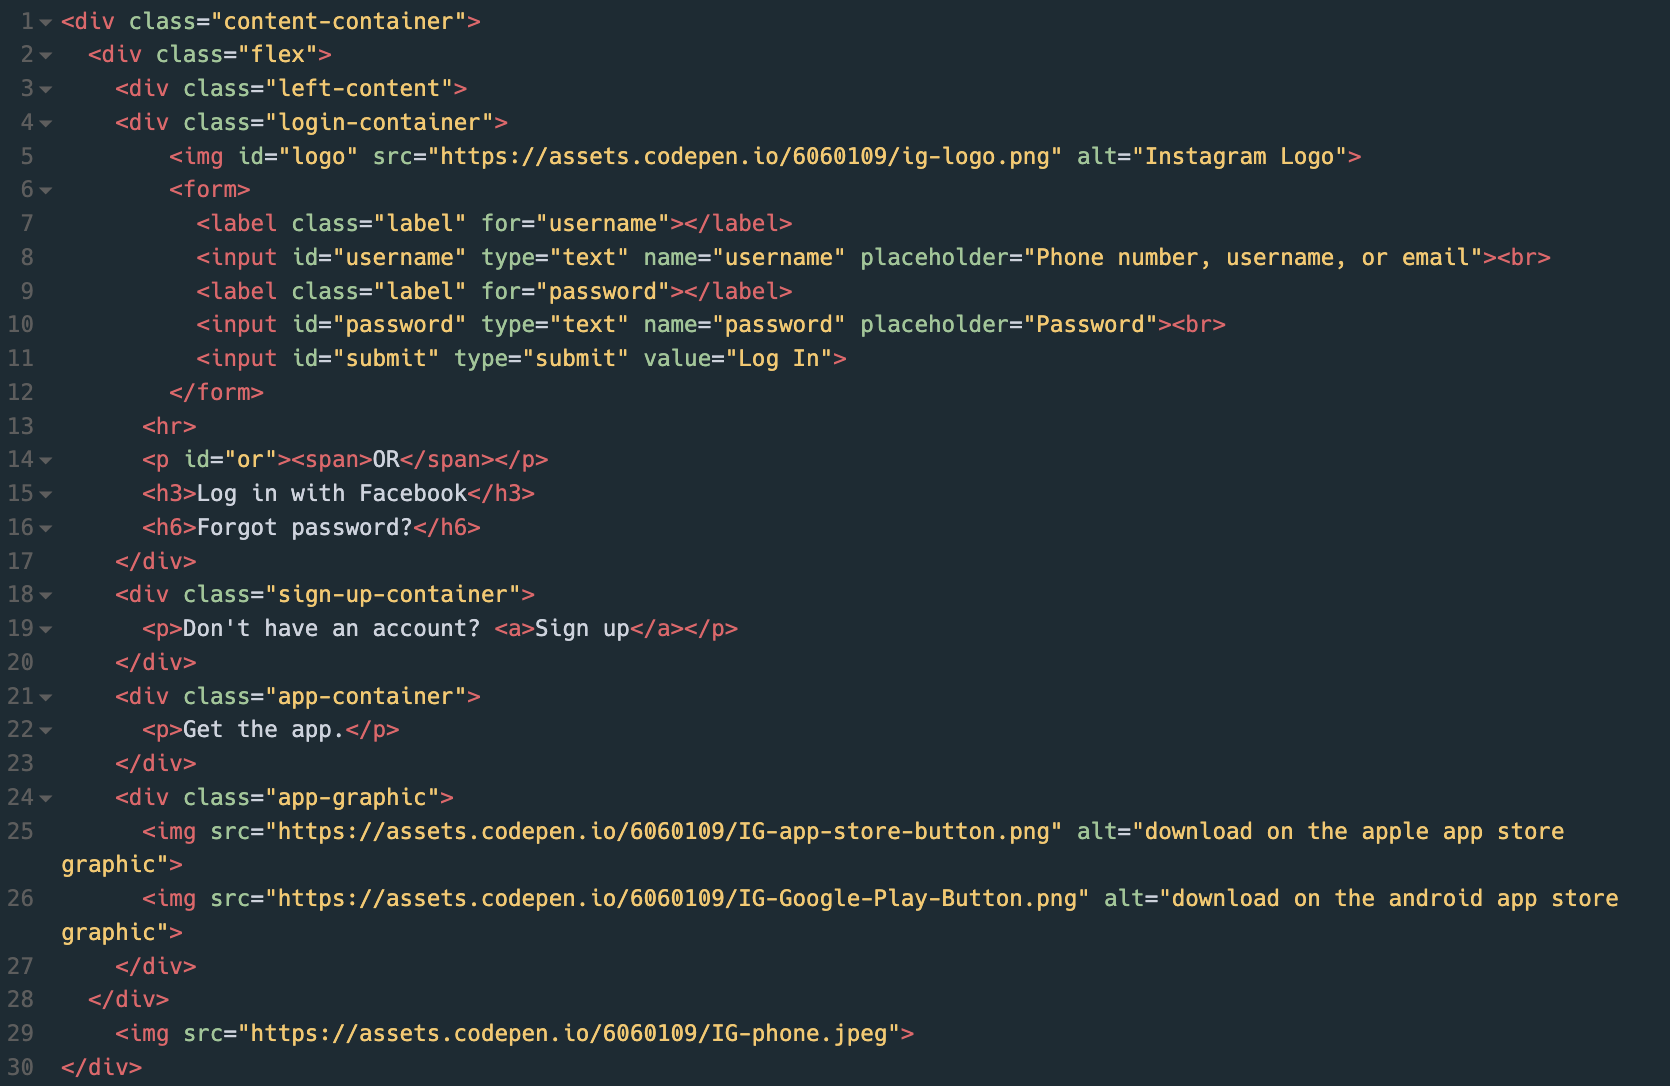 1 <div class="content-container">
2 <div class="flex">
3 <div class="left-content">
4 <div class="login-container">
5 <img id="logo" src="https://assets.codepen.io/6060109/ig-logo.png" alt="Instagram Logo">
6 <form>
7 <label class="label" for="username"></label>
8 <input id="username" type="text" name="username" placeholder="Phone number, username, or email"><br>
9 <label class="label" for="password"></label>
10 <input id="password" type="text" name="password" placeholder="Password"><br>
11 <input id="submit" type="submit" value="Log In">
12 </form>
13 <hr>
14 <p id="or"><span>OR</span></p>
15 <h3>Log in with Facebook</h3>
16 <h6>Forgot password?</h6>
17 </div>
18 <div class="sign-up-container">
19 <p>Don't have an account? <a>Sign up</a></p>
20 </div>
21 <div class="app-container">
22 <p>Get the app.</p>
23 </div>
24 <div class="app-graphic">
25 <img src="https://assets.codepen.io/6060109/IG-app-store-button.png" alt="download on the apple app store
graphic">
26 <img src="https://assets.codepen.io/6060109/IG-Google-Play-Button.png" alt="download on the android app store
graphic">
27 </div>
28 </div>
29 <img src="https://assets.codepen.io/6060109/IG-phone.jpeg">
30 </div>